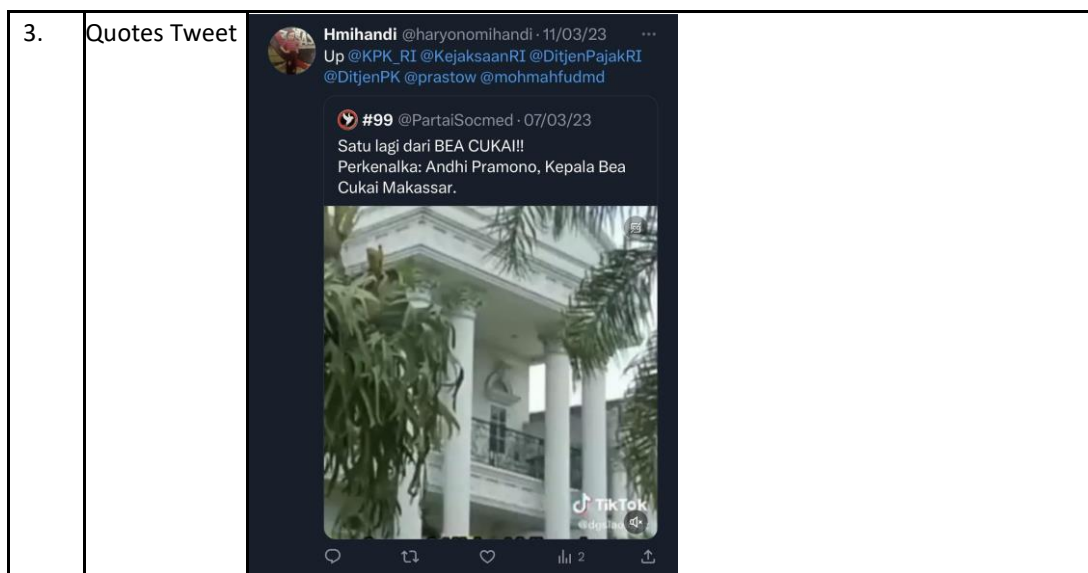 3.
Quotes Tweet
Hmihandi @haryonomihandi · 11/03/23 ...
Up @KPK_RI @KejaksaanRI @DitjenPajakRI
@DitjenPK @prastow @mohmahfudmd
#99 @PartaiSocmed · 07/03/23
Satu lagi dari BEA CUKAI!!
Perkenalka: Andhi Pramono, Kepala Bea
Cukai Makassar.
TikTok
2